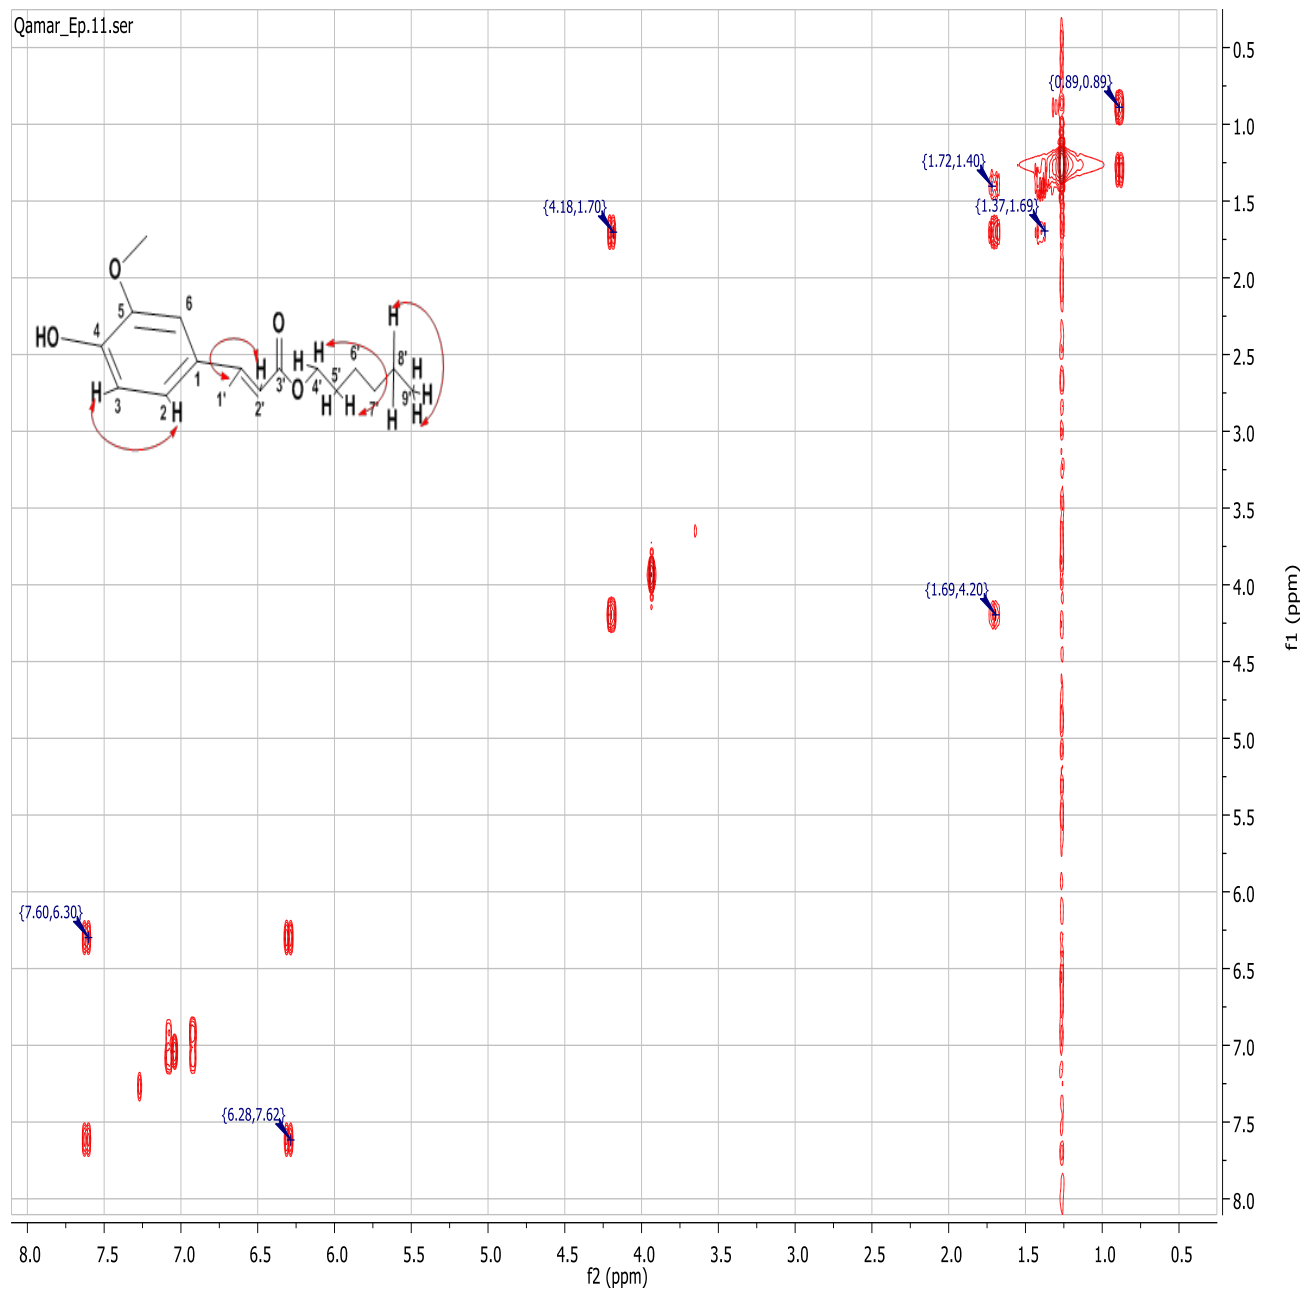 Qamar_Ep.11.ser
{0.89,0.89}
{1.72,1.40}
{1.37,1.69}
{4.18,1.70}
O
HO
4
5
6
3
2
1
H
H
1'
2'
H
O
3'
O
H
H
4'
5'
6'
H
H
7'
H
8'
H
9'
H
H
H
{1.69,4.20}
{7.60,6.30}
{6.28,7.62}
0.5
1.0
1.5
2.0
2.5
3.0
3.5
4.0
4.5
5.0
5.5
6.0
6.5
7.0
7.5
8.0
f1 (ppm)
8.0 7.5 7.0 6.5 6.0 5.5 5.0 4.5 4.0 3.5 3.0 2.5 2.0 1.5 1.0 0.5
f2 (ppm)